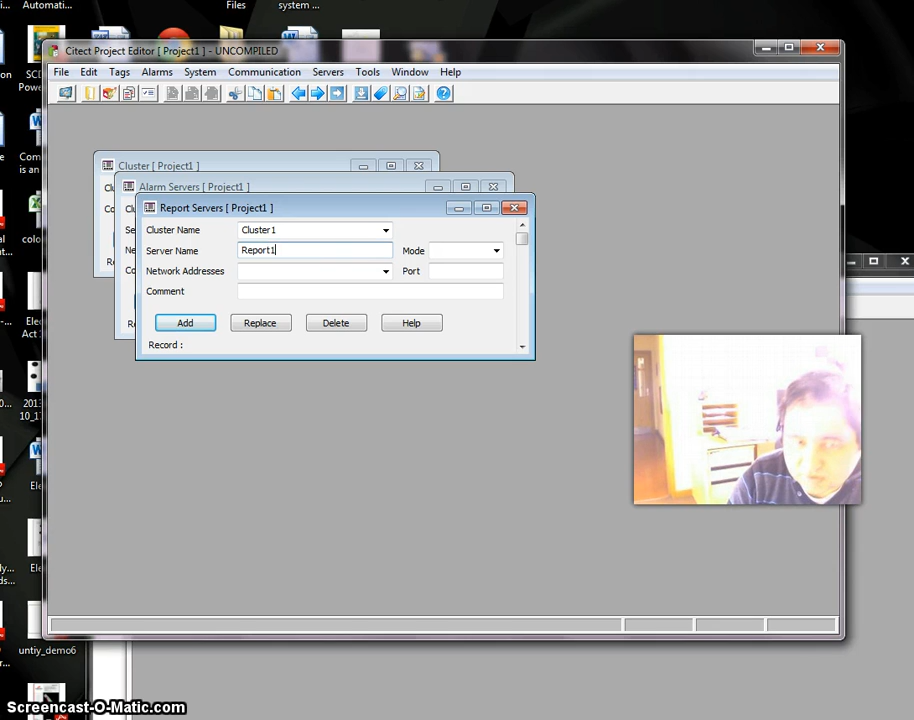 Automati...
Files
system ...
Citect Project Editor [ Project1 ] - UNCOMPILED
File Edit Tags Alarms System Communication Servers Tools Window Help
Cluster [ Project1 ]
Alarm Servers [ Project1 ]
Report Servers [ Project1 ]
Cluster Name Cluster1
Server Name Report1 Mode
Network Addresses Port
Comment
Add Replace Delete Help
Record :
untiy_demo6
Screencast-O-Matic.com